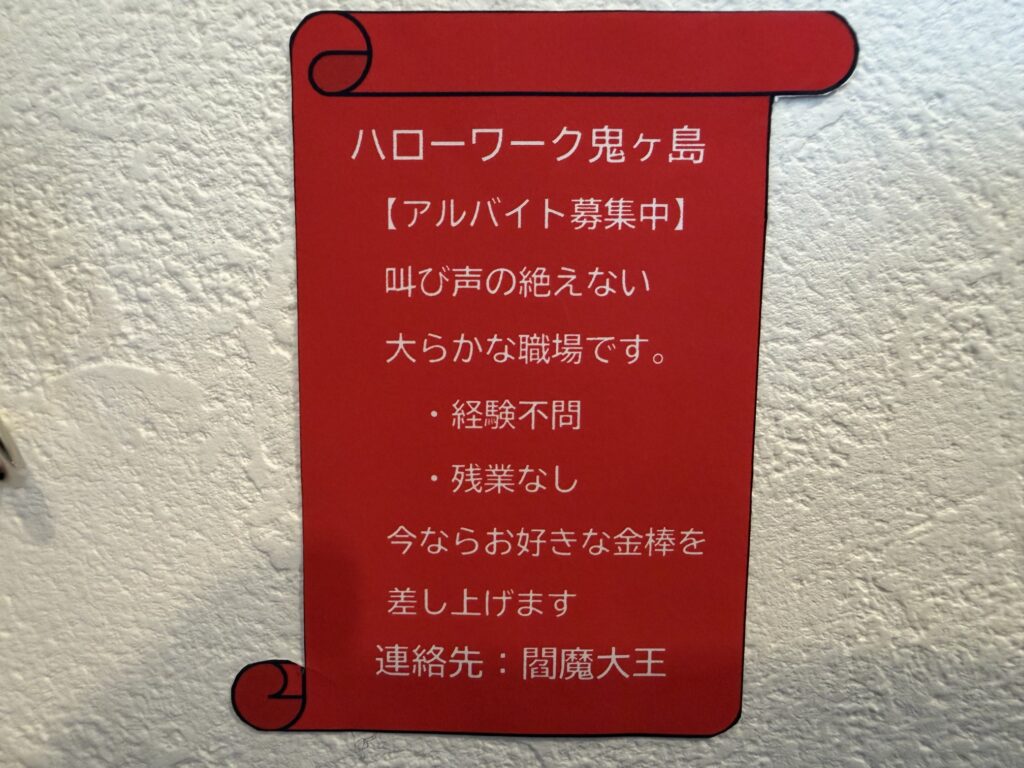 ハローワーク鬼ヶ島
【アルバイト募集中】
叫び声の絶えない
大らかな職場です。
・経験不問
・残業なし
今ならお好きな金棒を
差し上げます
連絡先：閻魔大王